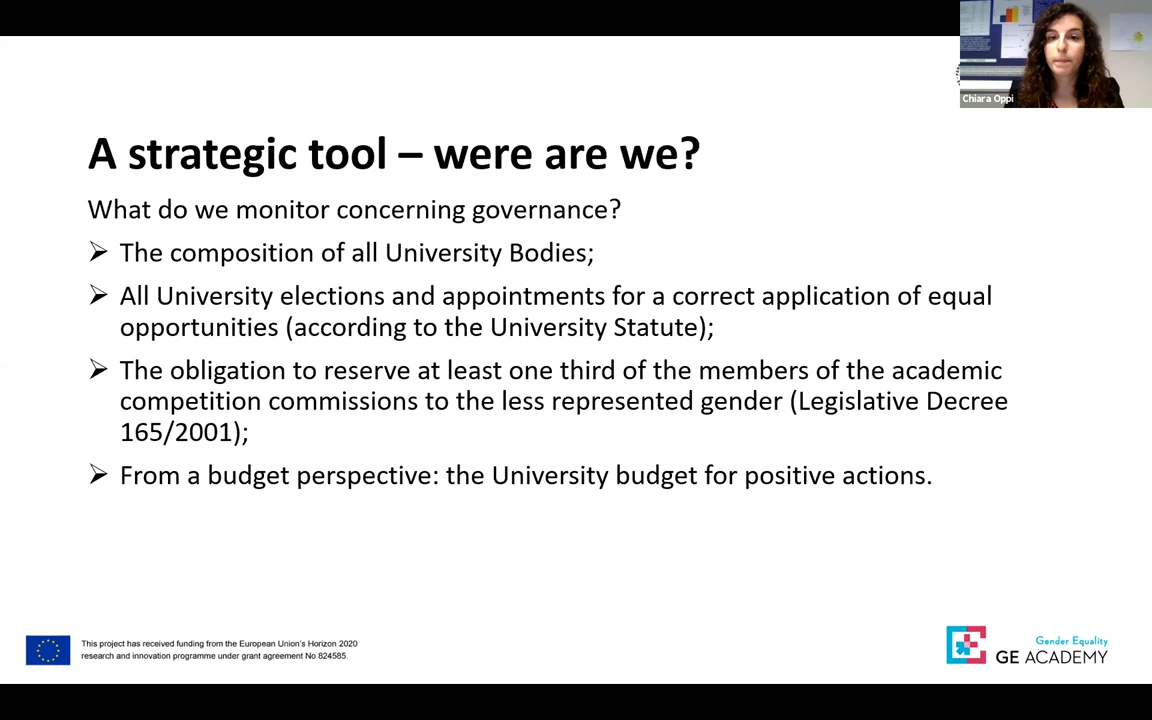 Chiara Oppi
A strategic tool – were are we?
What do we monitor concerning governance?
The composition of all University Bodies;
All University elections and appointments for a correct application of equal
opportunities (according to the University Statute);
The obligation to reserve at least one third of the members of the academic
competition commissions to the less represented gender (Legislative Decree
165/2001);
From a budget perspective: the University budget for positive actions.
This project has received funding from the European Union's Horizon 2020
research and innovation programme under grant agreement No 824585.
Gender Equality
GE ACADEMY